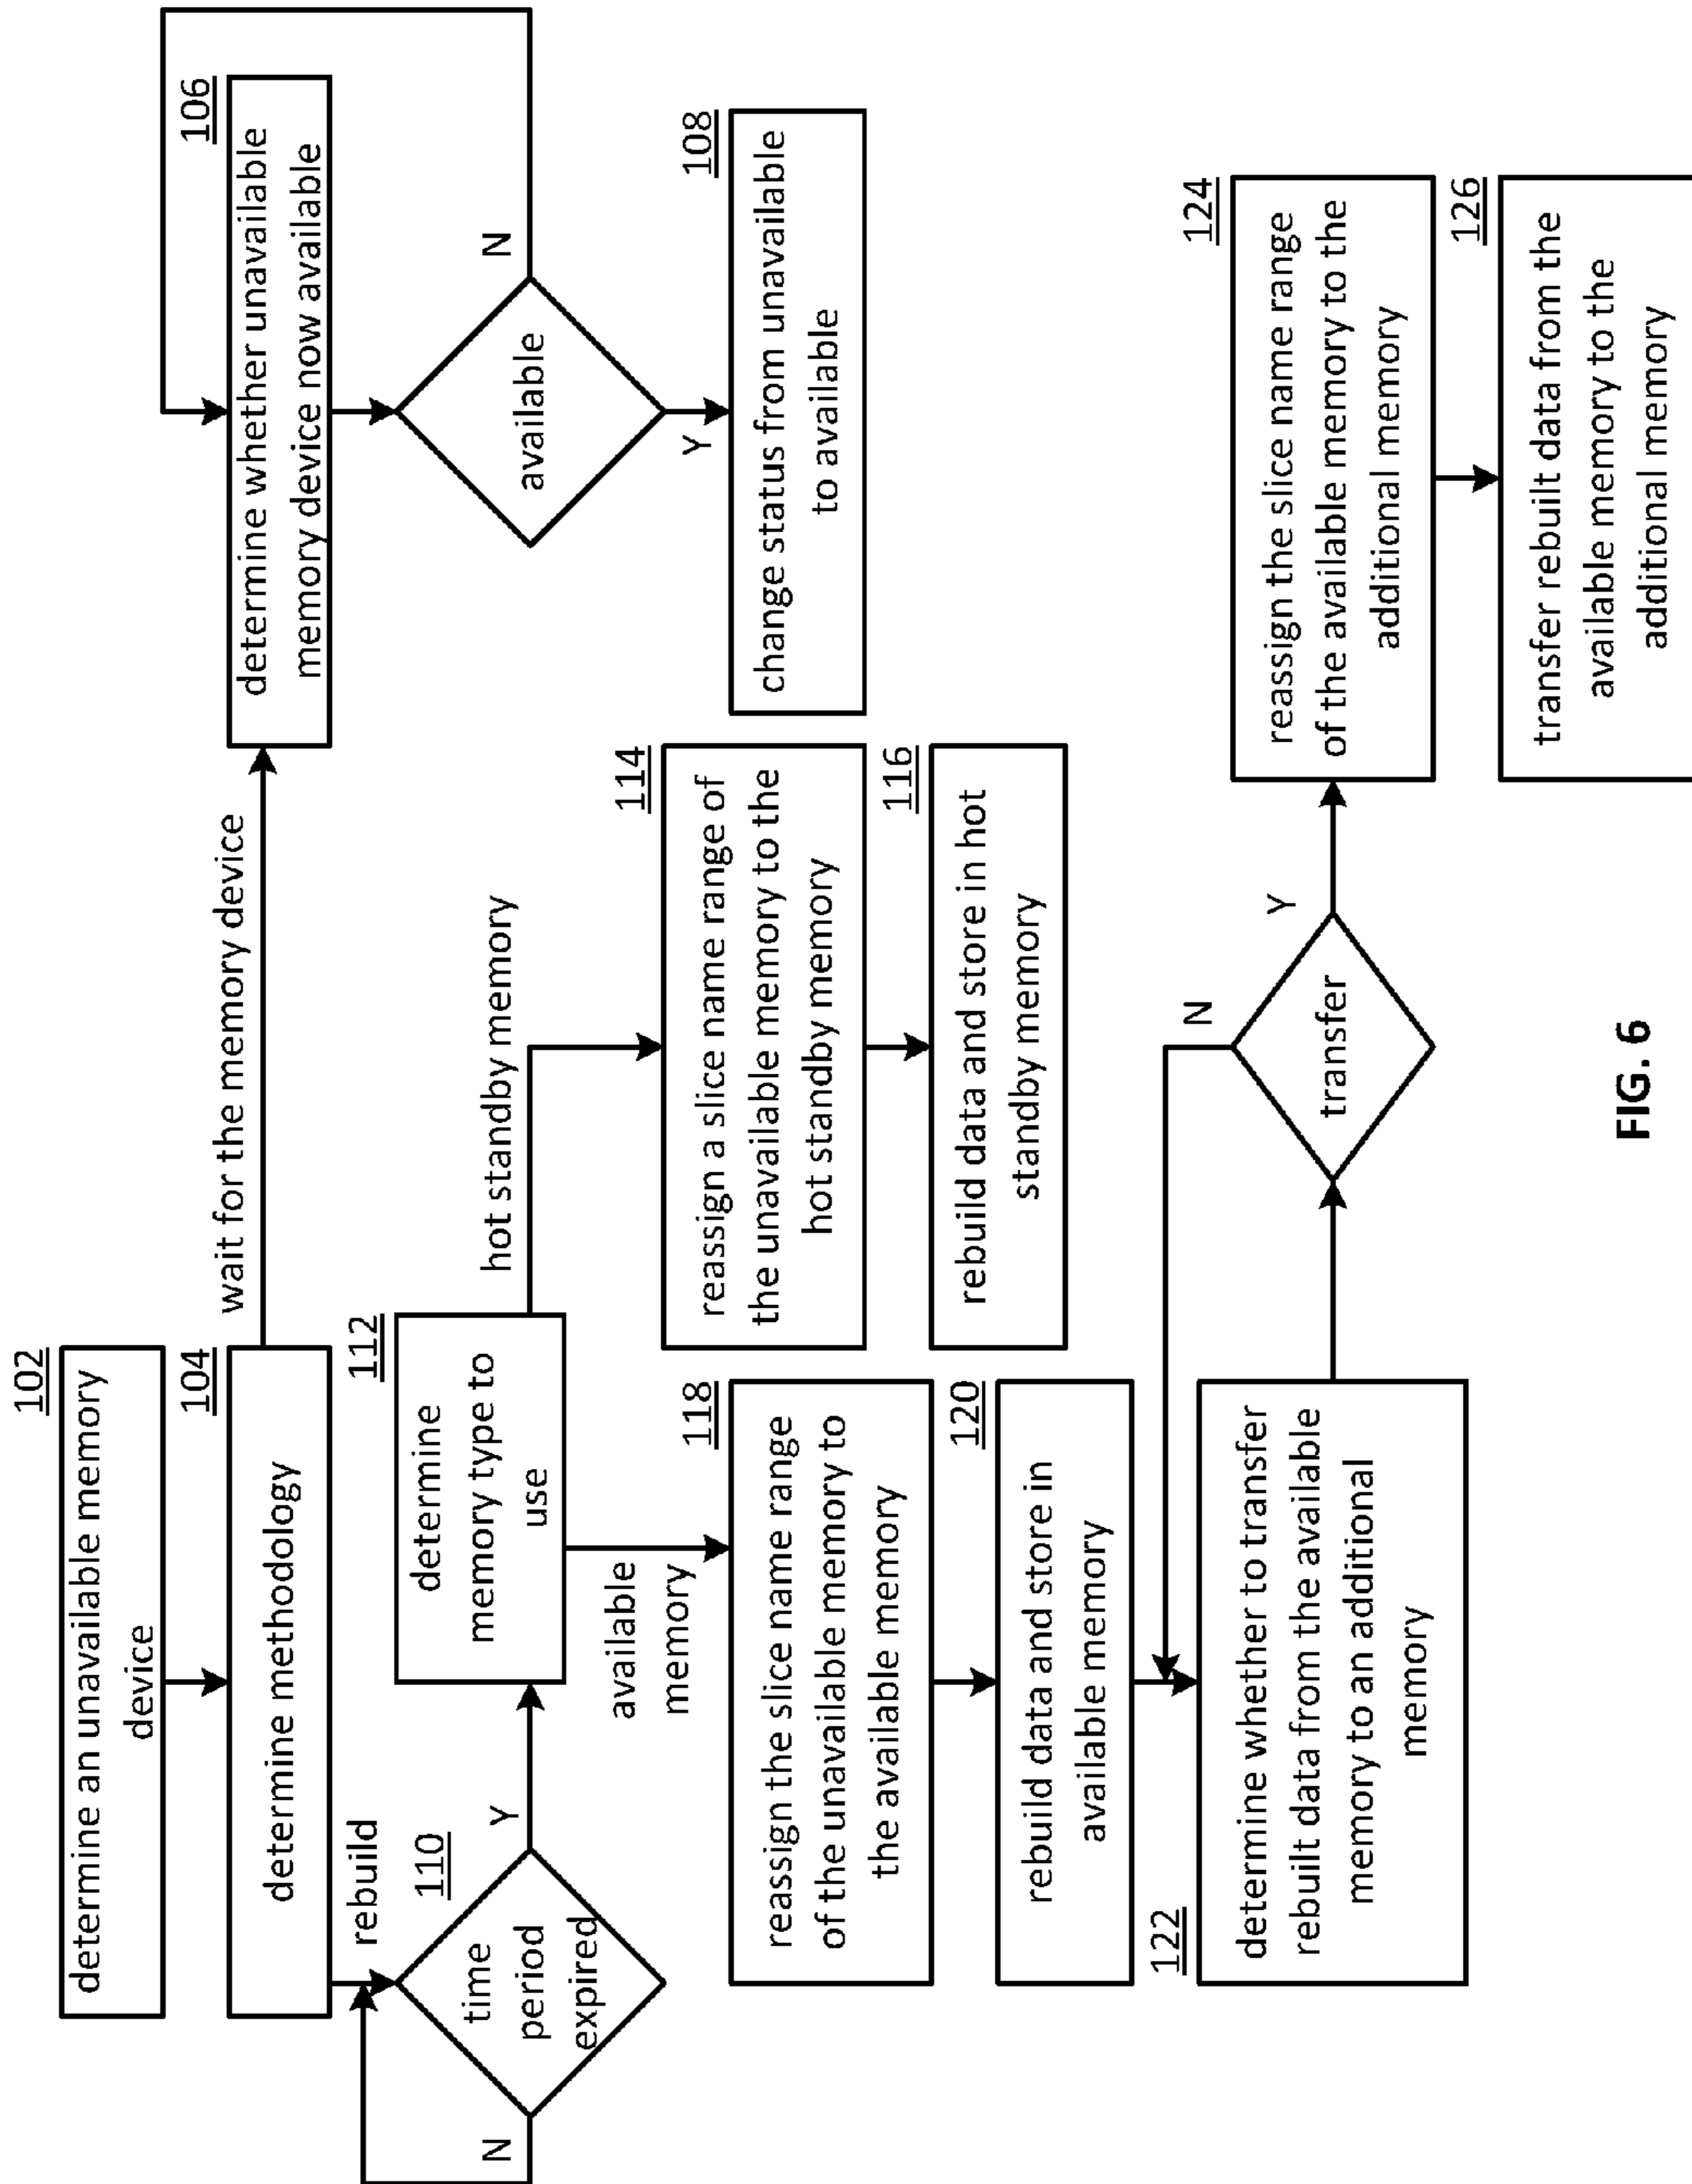 102
determine an unavailable memory
device
104
determine methodology
wait for the memory device
106
determine whether unavailable
memory device now available
available
N
Y
108
change status from unavailable
to available
rebuild
110
time
period
expired
N
Y
112
determine
memory type to
use
hot standby memory
114
reassign a slice name range of
the unavailable memory to the
hot standby memory
116
rebuild data and store in hot
standby memory
available
memory
118
reassign the slice name range
of the unavailable memory to
the available memory
120
rebuild data and store in
available memory
122
determine whether to transfer
rebuilt data from the available
memory to an additional
memory
transfer
N
Y
124
reassign the slice name range
of the available memory to the
additional memory
126
transfer rebuilt data from the
available memory to the
additional memory
FIG. 6